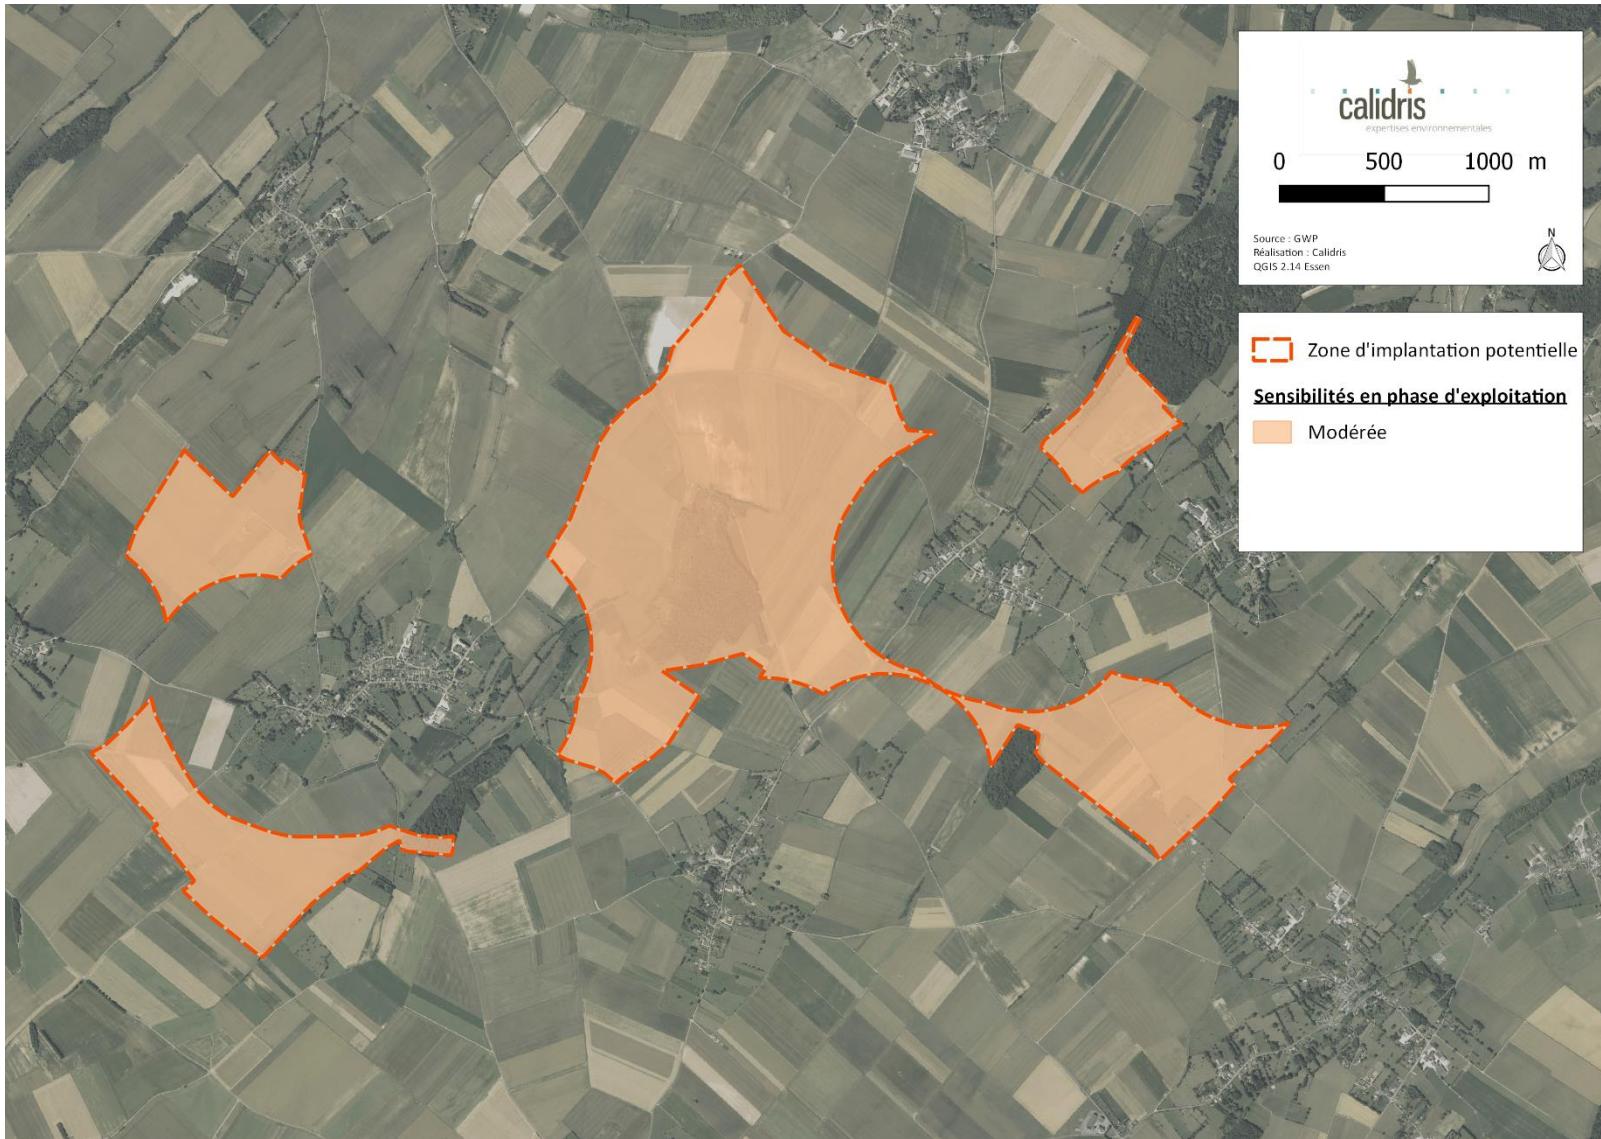 calidris
expertises environnementales
0 500 1000 m
Source : GWP
Réalisation : Calidris
QGIS 2.14 Essen
N
Zone d'implantation potentielle
Sensibilités en phase d'exploitation
Modérée